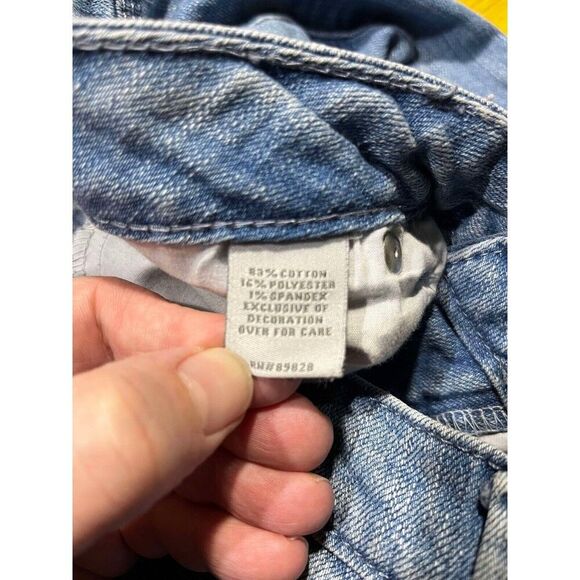 83% COTTON
16% POLYESTER
1% SPANDEX
EXCLUSIVE OF
DECORATION
OVER FOR CARE
RN#89828